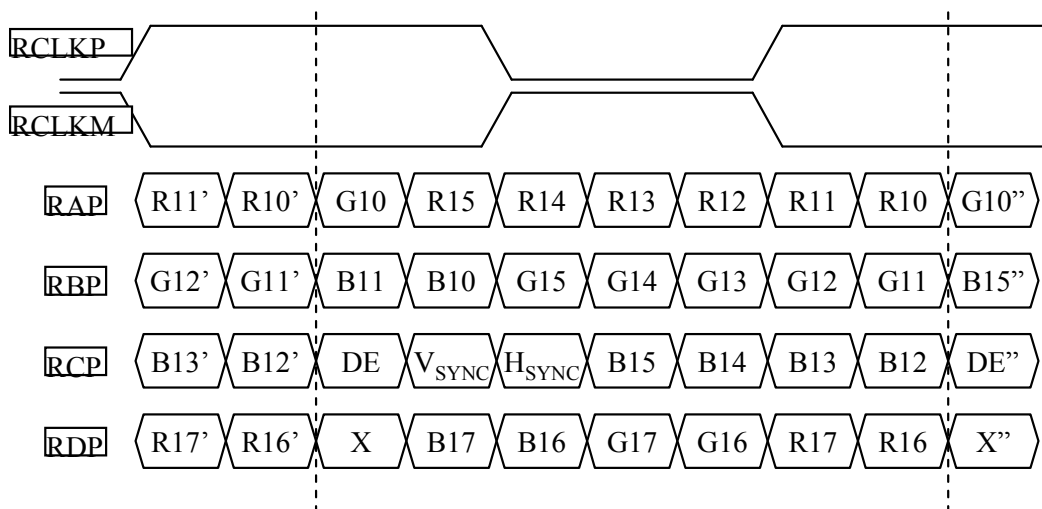 RCLKP
RCLKM
RAP R11’ R10’ G10 R15 R14 R13 R12 R11 R10 G10”
RBP G12’ G11’ B11 B10 G15 G14 G13 G12 G11 B15”
RCP B13’ B12’ DE VSYNC HSYNC B15 B14 B13 B12 DE”
RDP R17’ R16’ X B17 B16 G17 G16 R17 R16 X”